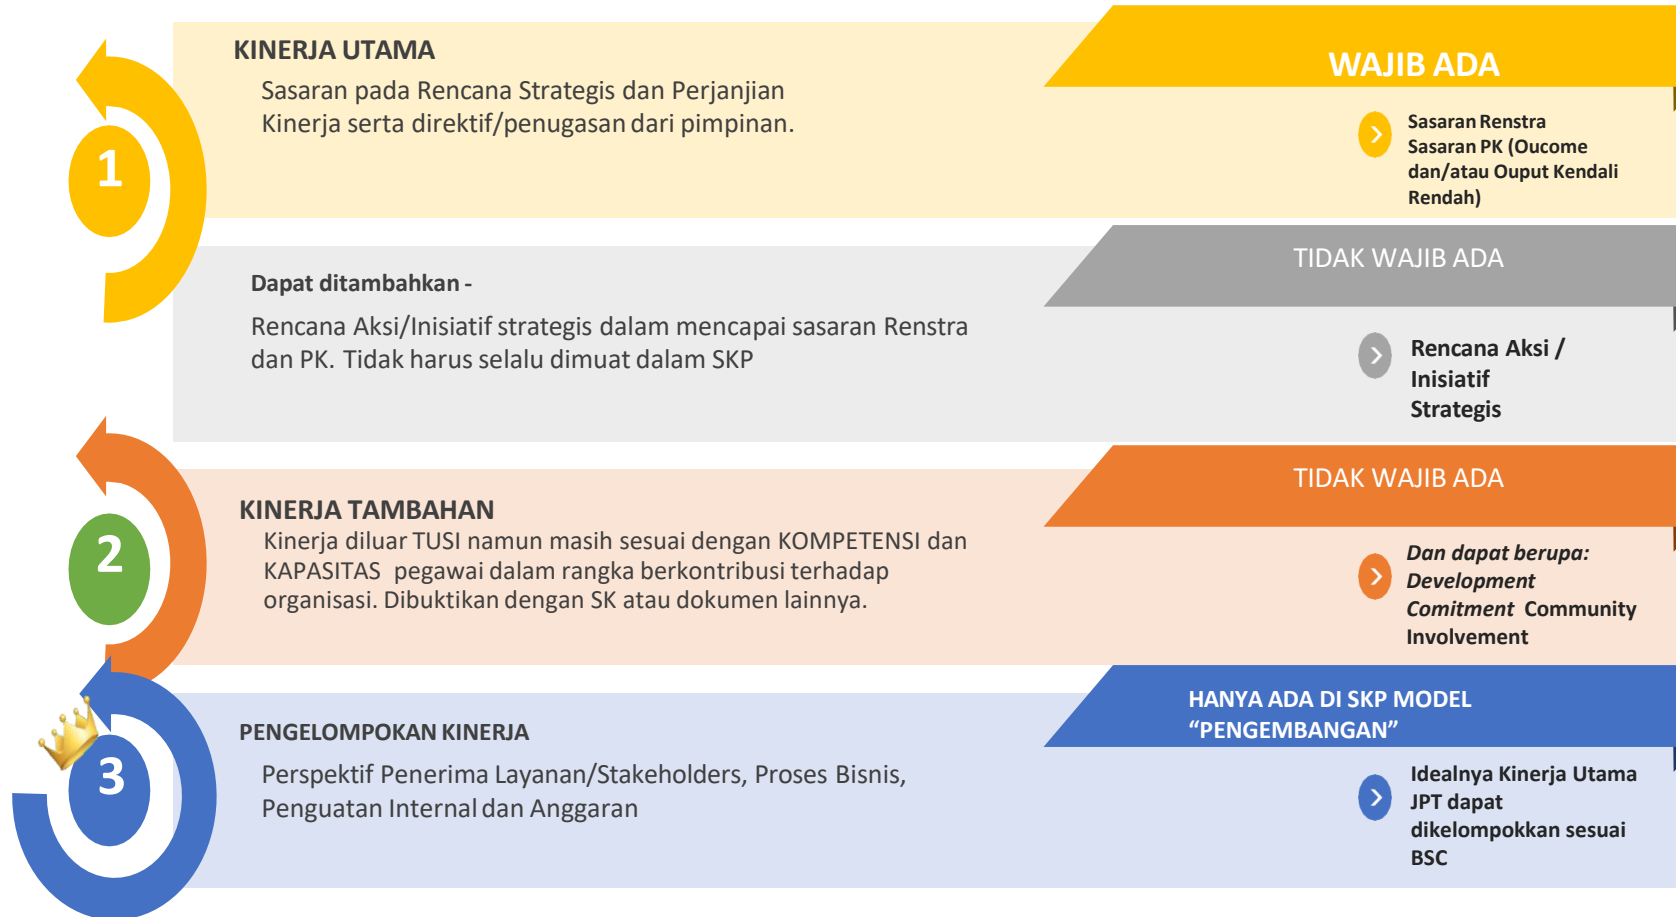 KINERJA UTAMA
Sasaran pada Rencana Strategis dan Perjanjian
Kinerja serta direktif/penugasan dari pimpinan.
1
WAJIB ADA
Sasaran Renstra
Sasaran PK (Oucome
dan/atau Ouput Kendali
Rendah)
Dapat ditambahkan -
Rencana Aksi/Inisiatif strategis dalam mencapai sasaran Renstra
dan PK. Tidak harus selalu dimuat dalam SKP
TIDAK WAJIB ADA
Rencana Aksi /
Inisiatif
Strategis
KINERJA TAMBAHAN
Kinerja diluar TUSI namun masih sesuai dengan KOMPETENSI dan
KAPASITAS pegawai dalam rangka berkontribusi terhadap
organisasi. Dibuktikan dengan SK atau dokumen lainnya.
2
TIDAK WAJIB ADA
Dan dapat berupa:
Development
Comitment Community
Involvement
PENGELOMPOKAN KINERJA
Perspektif Penerima Layanan/Stakeholders, Proses Bisnis,
Penguatan Internal dan Anggaran
3
HANYA ADA DI SKP MODEL
“PENGEMBANGAN”
Idealnya Kinerja Utama
JPT dapat
dikelompokkan sesuai
BSC